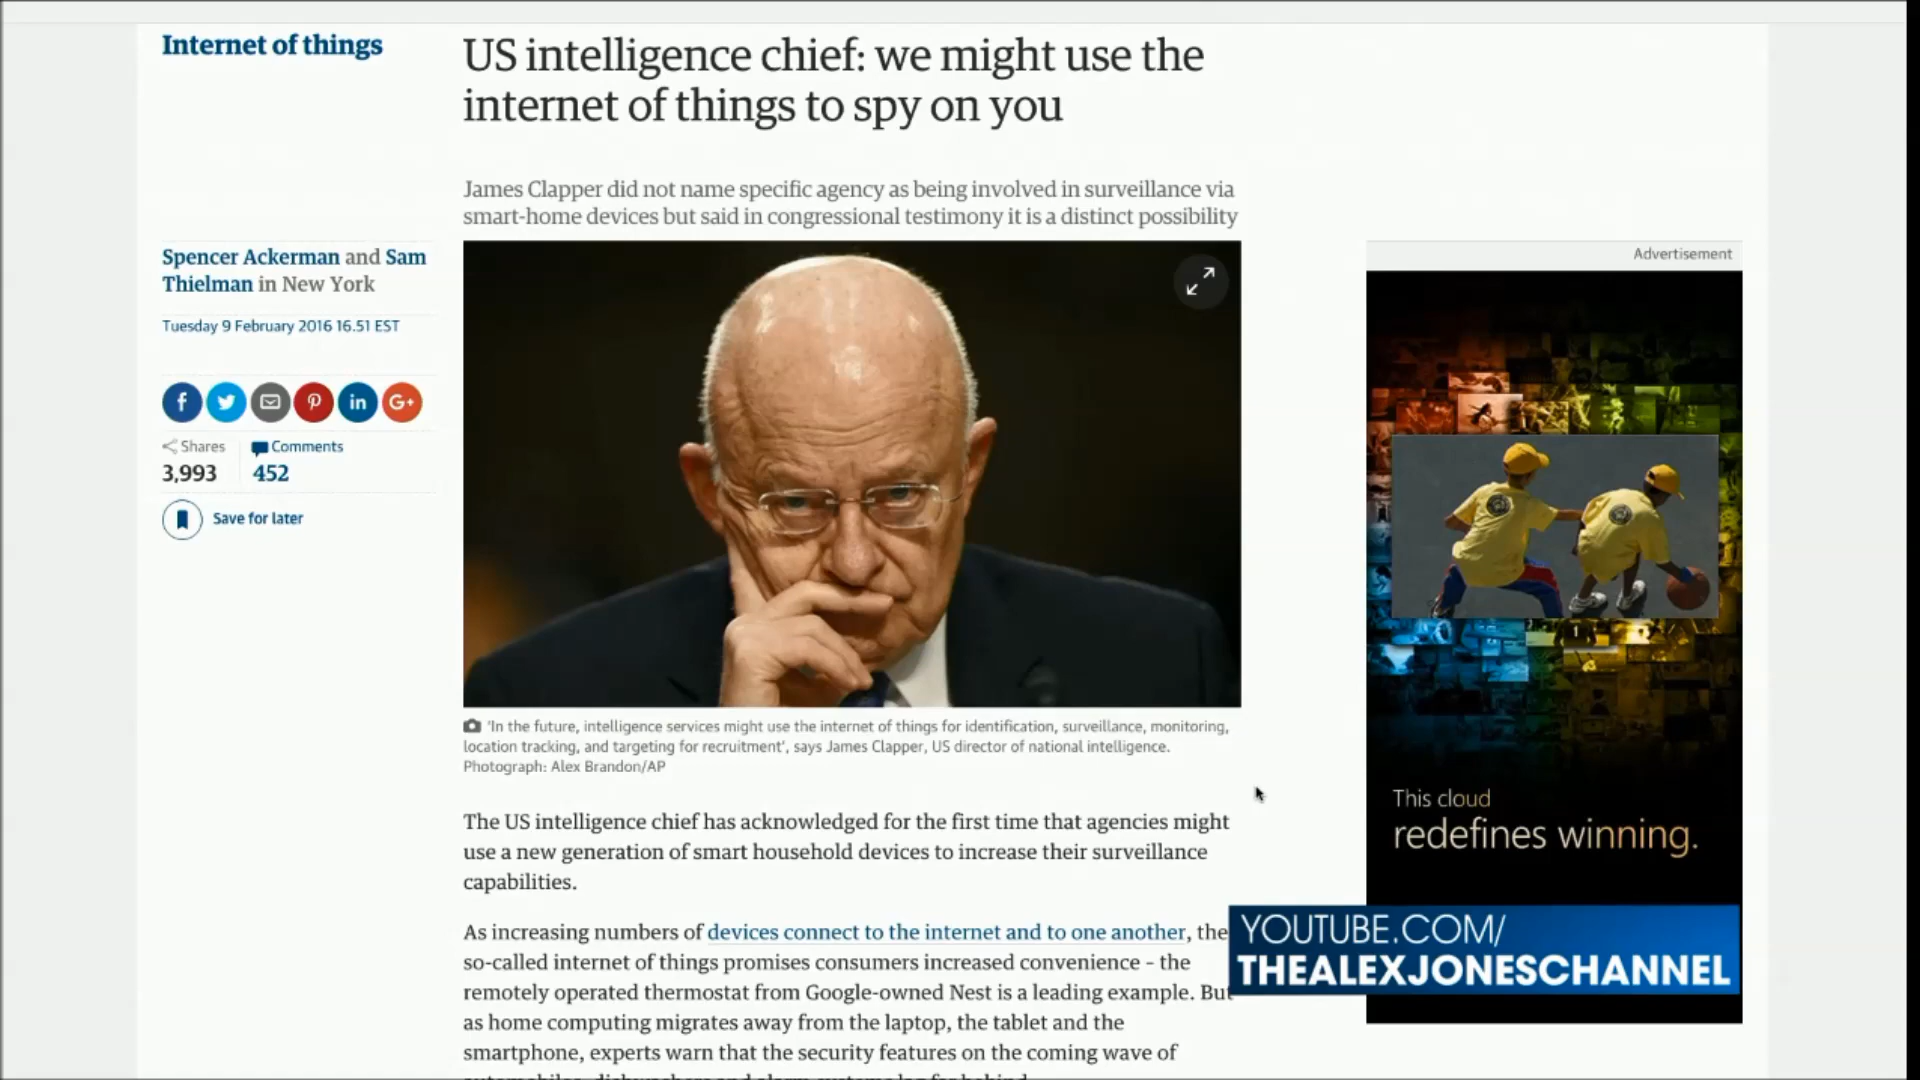 Internet of things
US intelligence chief: we might use the
internet of things to spy on you
James Clapper did not name specific agency as being involved in surveillance via
smart-home devices but said in congressional testimony it is a distinct possibility
Spencer Ackerman and Sam
Thielman in New York
Tuesday 9 February 2016 16.51 EST
Shares
3,993
Comments
452
Save for later
'In the future, intelligence services might use the internet of things for identification, surveillance, monitoring,
location tracking, and targeting for recruitment', says James Clapper, US director of national intelligence.
Photograph: Alex Brandon/AP
The US intelligence chief has acknowledged for the first time that agencies might
use a new generation of smart household devices to increase their surveillance
capabilities.
As increasing numbers of devices connect to the internet and to one another, the
so-called internet of things promises consumers increased convenience – the
remotely operated thermostat from Google-owned Nest is a leading example. But
as home computing migrates away from the laptop, the tablet and the
smartphone, experts warn that the security features on the coming wave of
Advertisement
This cloud
redefines winning.
YOUTUBE.COM/
THEALEXJONESCHANNEL